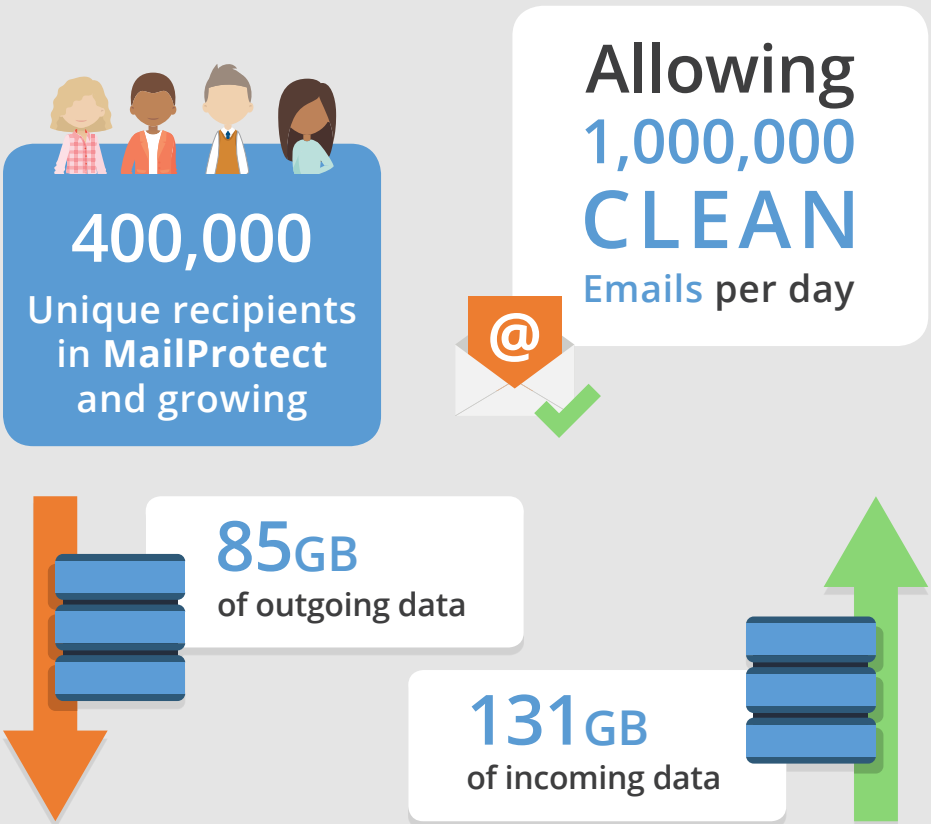 400,000
Unique recipients
in MailProtect
and growing
Allowing
1,000,000
CLEAN
Emails per day
@
85GB
of outgoing data
131GB
of incoming data